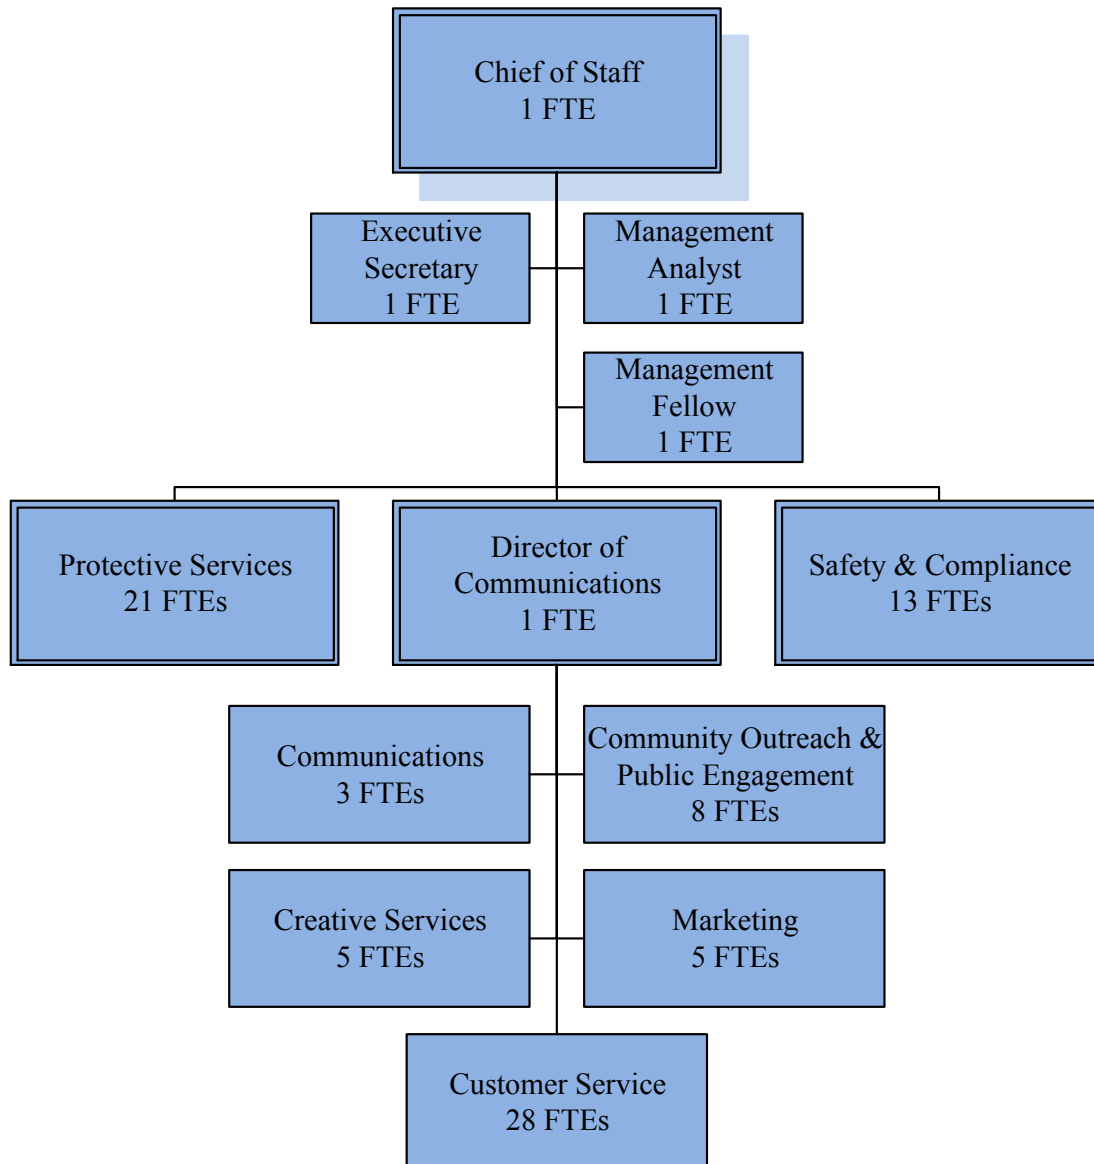 Chief of Staff
1 FTE
Executive
Secretary
1 FTE
Management
Analyst
1 FTE
Management
Fellow
1 FTE
Protective Services
21 FTEs
Director of
Communications
1 FTE
Safety & Compliance
13 FTEs
Communications
3 FTEs
Community Outreach &
Public Engagement
8 FTEs
Creative Services
5 FTEs
Marketing
5 FTEs
Customer Service
28 FTEs